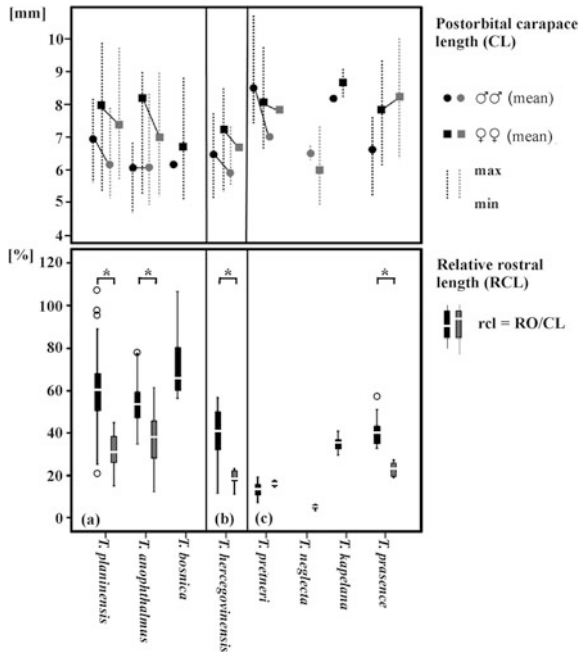 [mm]
10
9
8
7
6
5
4
Postorbital carapace
length (CL)
♂♂ (mean)
♀♀ (mean)
max
min
[%]
120
100
80
60
40
20
0
* * * *
(a) (b) (c)
Relative rostral
length (RCL)
rcl = RO/CL
T. planinensis
T. anophthalmus
T. bosnica
T. hercegovinensis
T. pretneri
T. neglecta
T. kapelana
T. prasence